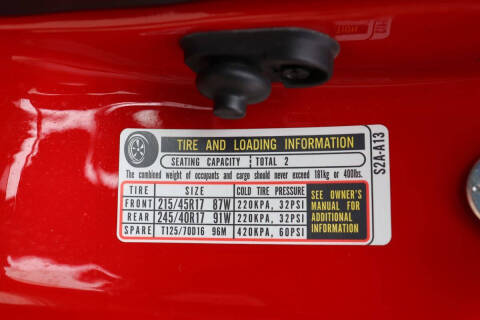 TIRE AND LOADING INFORMATION
SEATING CAPACITY TOTAL 2
The combined weight of occupants and cargo should never exceed 181kg or 400lbs.
TIRE SIZE COLD TIRE PRESSURE
FRONT 215/45R17 87W 220KPA, 32PSI
REAR 245/40R17 91W 220KPA, 32PSI
SPARE T125/70D16 96M 420KPA, 60PSI
SEE OWNER'S
MANUAL FOR
ADDITIONAL
INFORMATION
S2A-A13